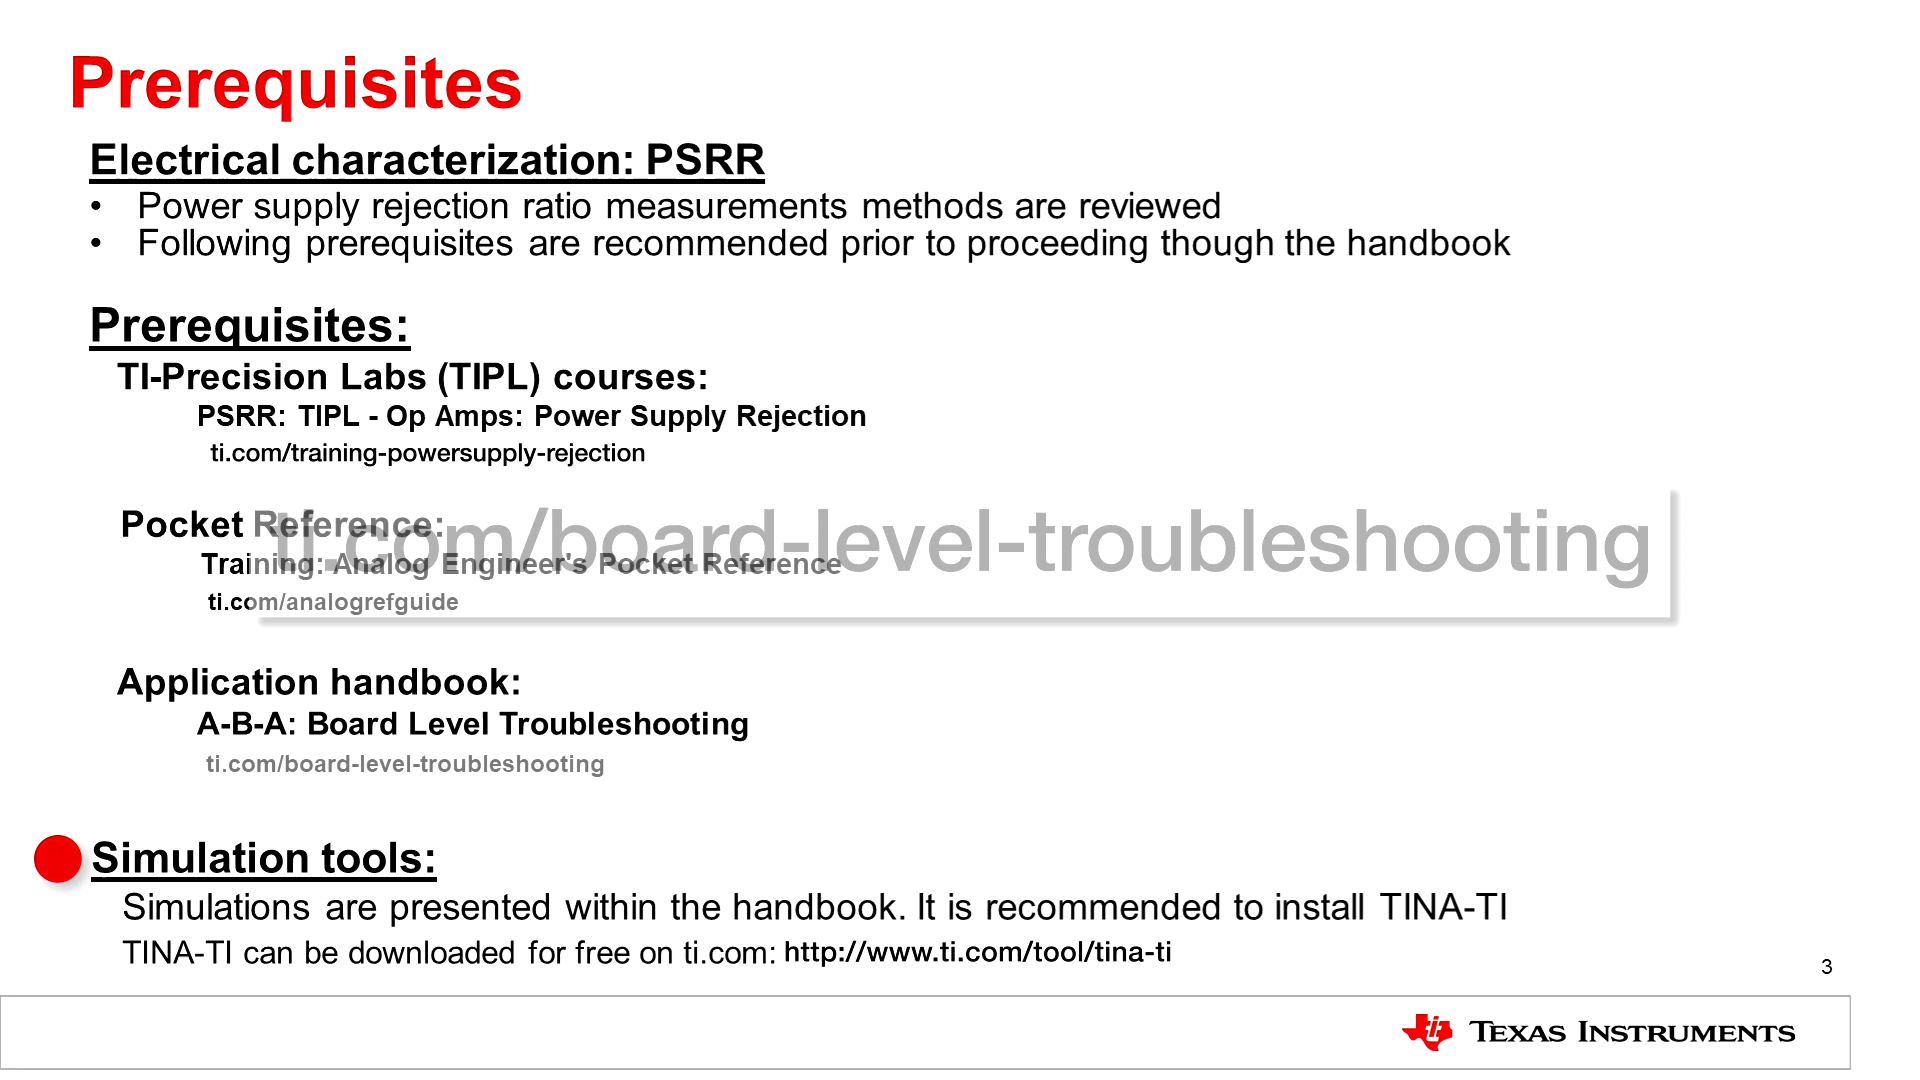 Prerequisites
Electrical characterization: PSRR
• Power supply rejection ratio measurements methods are reviewed
• Following prerequisites are recommended prior to proceeding though the handbook
Prerequisites:
TI-Precision Labs (TIPL) courses:
PSRR: TIPL - Op Amps: Power Supply Rejection
ti.com/training-powersupply-rejection
Pocket Reference:
ti.com/board-level-troubleshooting
Training: Analog Engineer's Pocket Reference
ti.com/analogrefguide
Application handbook:
A-B-A: Board Level Troubleshooting
ti.com/board-level-troubleshooting
Simulation tools:
Simulations are presented within the handbook. It is recommended to install TINA-TI
TINA-TI can be downloaded for free on ti.com: http://www.ti.com/tool/tina-ti
3
TEXAS INSTRUMENTS